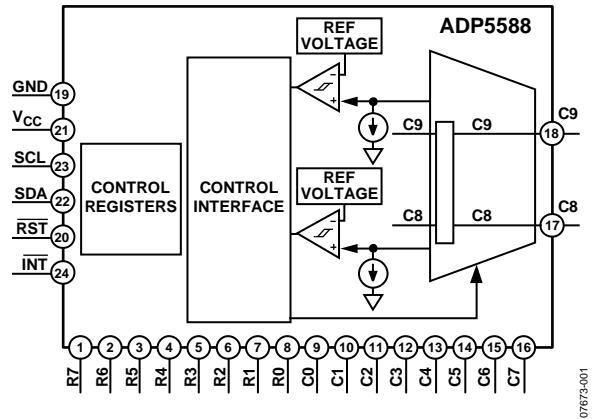 ADP5588
REF
VOLTAGE
REF
VOLTAGE
CONTROL
REGISTERS
CONTROL
INTERFACE
–
+
–
+
C9
C9
C9
C8
C8
C8
GND
19
VCC
21
SCL
23
SDA
22
RST
20
INT
24
18
17
1
2
3
4
5
6
7
8
9
10
11
12
13
14
15
16
R7
R6
R5
R4
R3
R2
R1
R0
C0
C1
C2
C3
C4
C5
C6
C7
07673-001